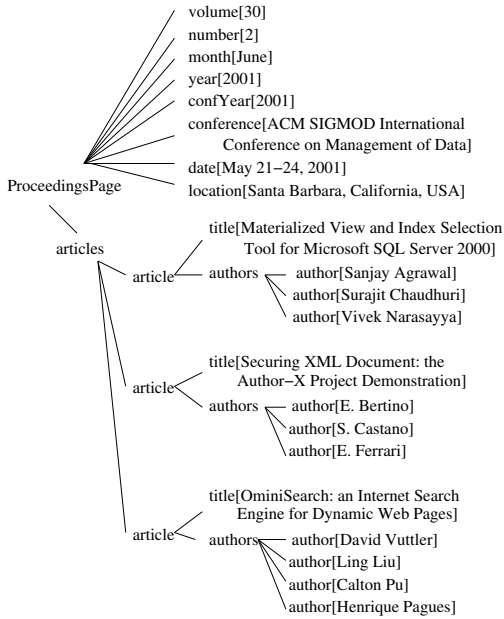 volume[30]
number[2]
month[June]
year[2001]
confYear[2001]
conference[ACM SIGMOD International
Conference on Management of Data]
date[May 21−24, 2001]
location[Santa Barbara, California, USA]
ProceedingsPage
articles
title[Materialized View and Index Selection
Tool for Microsoft SQL Server 2000]
article
authors
author[Sanjay Agrawal]
author[Surajit Chaudhuri]
author[Vivek Narasayya]
title[Securing XML Document: the
Author−X Project Demonstration]
article
authors
author[E. Bertino]
author[S. Castano]
author[E. Ferrari]
title[OminiSearch: an Internet Search
Engine for Dynamic Web Pages]
article
authors
author[David Vuttler]
author[Ling Liu]
author[Calton Pu]
author[Henrique Pagues]